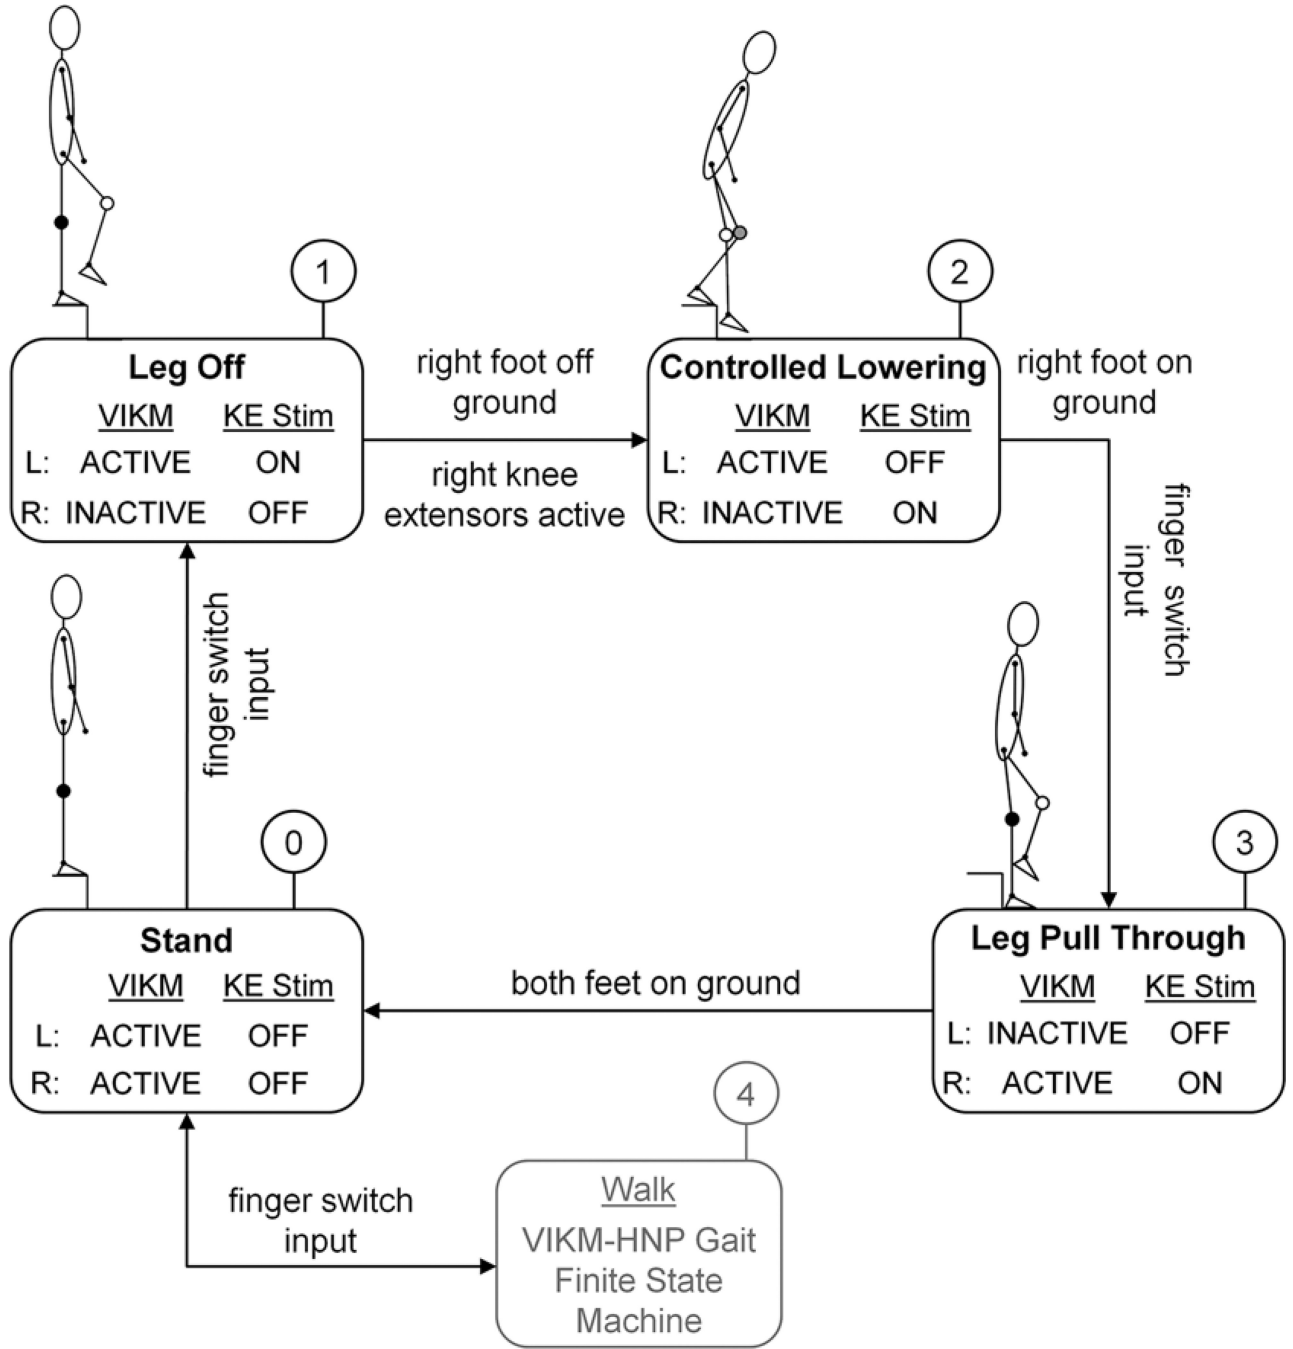 1
Leg Off
VIKM KE Stim
L: ACTIVE ON
R: INACTIVE OFF
right foot off
ground
right knee
extensors active
2
Controlled Lowering
VIKM KE Stim
L: ACTIVE OFF
R: INACTIVE ON
right foot on
ground
finger switch
input
finger switch
input
0
Stand
VIKM KE Stim
L: ACTIVE OFF
R: ACTIVE OFF
both feet on ground
3
Leg Pull Through
VIKM KE Stim
L: INACTIVE OFF
R: ACTIVE ON
finger switch
input
4
Walk
VIKM-HNP Gait
Finite State
Machine